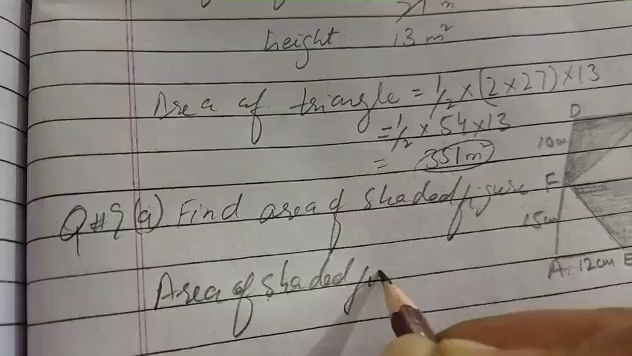 height 13 m²
Area of triangle = 1/2 × (2×27) × 13
= 1/2 × 54 × 13
= 351 m²
Q#9 (a) Find area of shaded figure
Area of shaded
D
10cm
F
15cm
A 12cm E